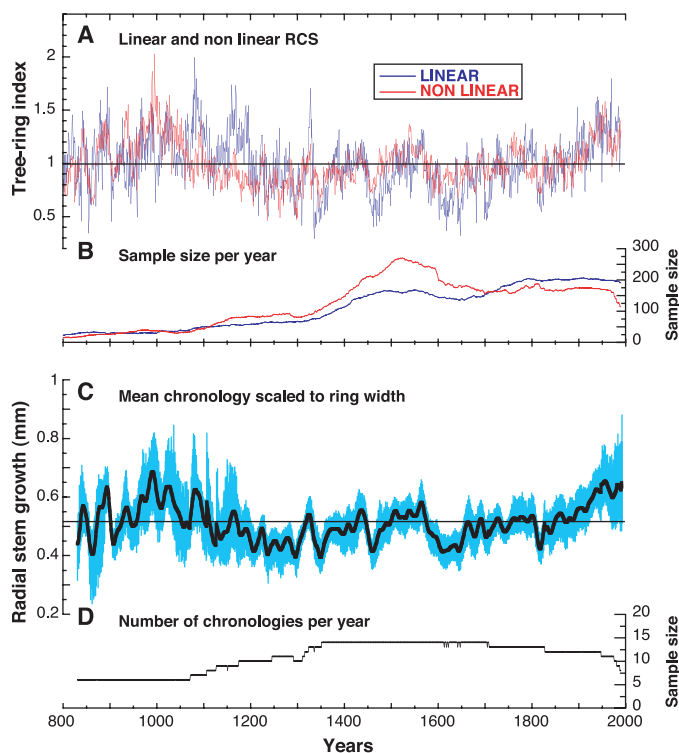 A Linear and non linear RCS
LINEAR
NON LINEAR
Tree-ring index
2
1.5
1
0.5
B Sample size per year
300
200
100
0
Sample size
C Mean chronology scaled to ring width
Radial stem growth (mm)
1
0.8
0.6
0.4
0.2
D Number of chronologies per year
20
15
10
5
0
Sample size
800 1000 1200 1400 1600 1800 2000
Years